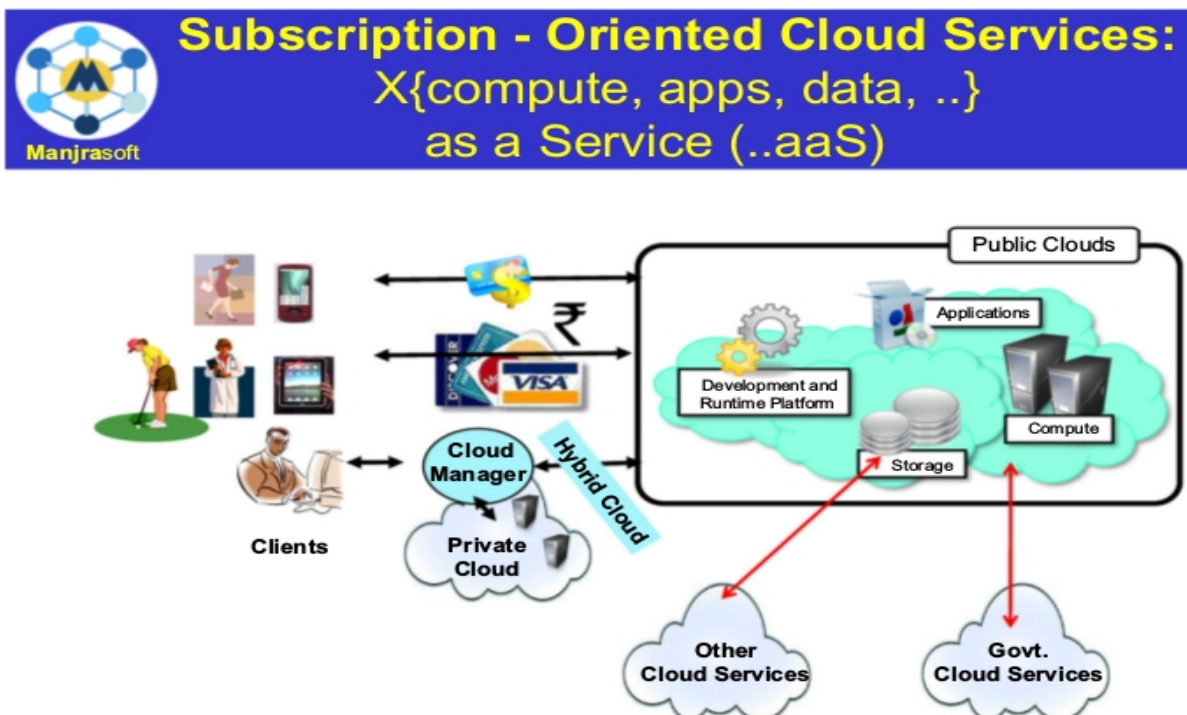 Subscription - Oriented Cloud Services:
X{compute, apps, data, ..}
as a Service (..aaS)
Manjrasoft
Public Clouds
Applications
Development and
Runtime Platform
Compute
Storage
₹
DISCOVER
VISA
Cloud
Manager
Hybrid Cloud
Private
Cloud
Clients
Other
Cloud Services
Govt.
Cloud Services